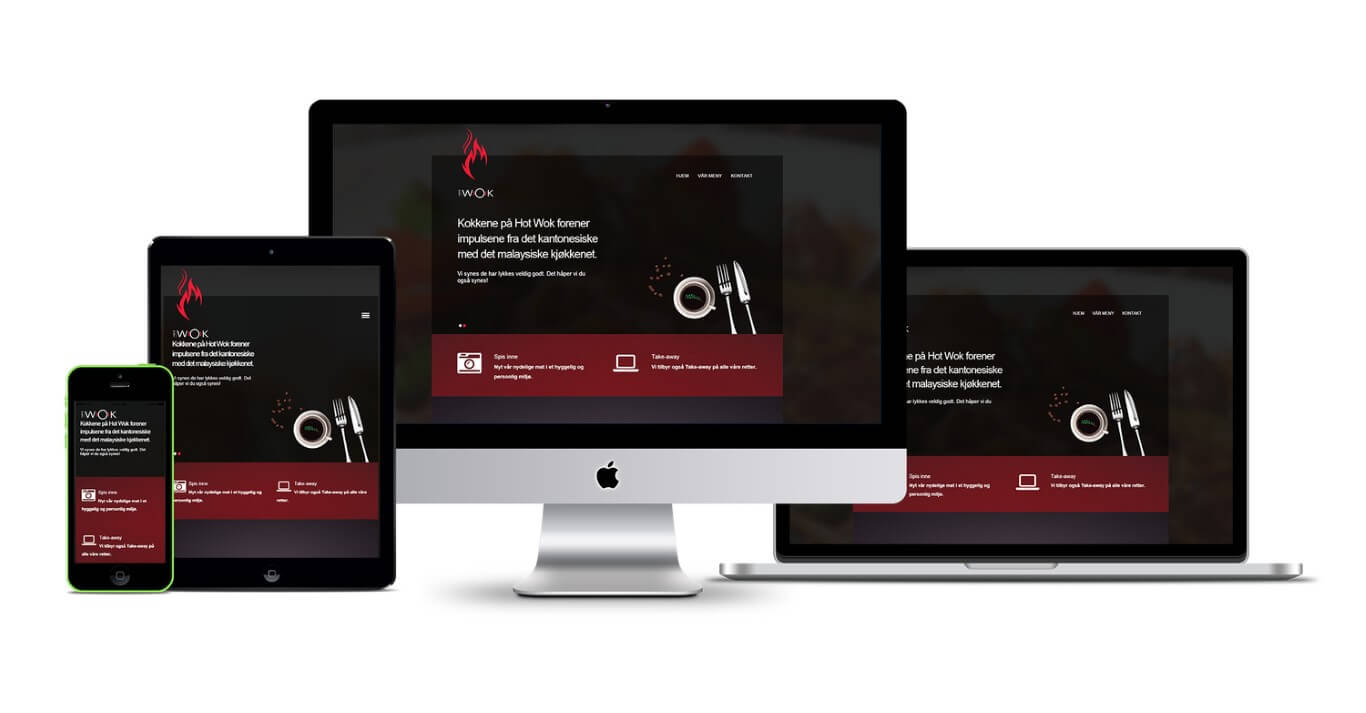 WOK
Kokkene på Hot Wok forener
impulsene fra det kantonesiske
med det malaysiske kjøkkenet.
Vi synes de har lykkes veldig godt. Det
håper vi du også synes!
Spis inne
Nyt vår nydelige mat i et
hyggelig og personlig miljø.
Take-away
Vi tilbyr også Take-away på
alle våre retter.
WOK
Kokkene på Hot Wok forener
impulsene fra det kantonesiske
med det malaysiske kjøkkenet.
Vi synes de har lykkes veldig godt. Det
håper vi du også synes!
Spis inne
Nyt vår nydelige mat i et hyggelig og
personlig miljø.
Take-away
Vi tilbyr også Take-away på alle våre
retter.
WOK
HJEM VÅR MENY KONTAKT
Kokkene på Hot Wok forener
impulsene fra det kantonesiske
med det malaysiske kjøkkenet.
Vi synes de har lykkes veldig godt. Det håper vi du
også synes!
Spis inne
Nyt vår nydelige mat i et hyggelig og
personlig miljø.
Take-away
Vi tilbyr også Take-away på alle våre retter.
K
HJEM VÅR MENY KONTAKT
ne på Hot Wok forener
ene fra det kantonesiske
et malaysiske kjøkkenet.
har lykkes veldig godt. Det håper vi du
Spis inne
Nyt vår nydelige mat i et hyggelig og
personlig miljø.
Take-away
Vi tilbyr også Take-away på alle våre retter.